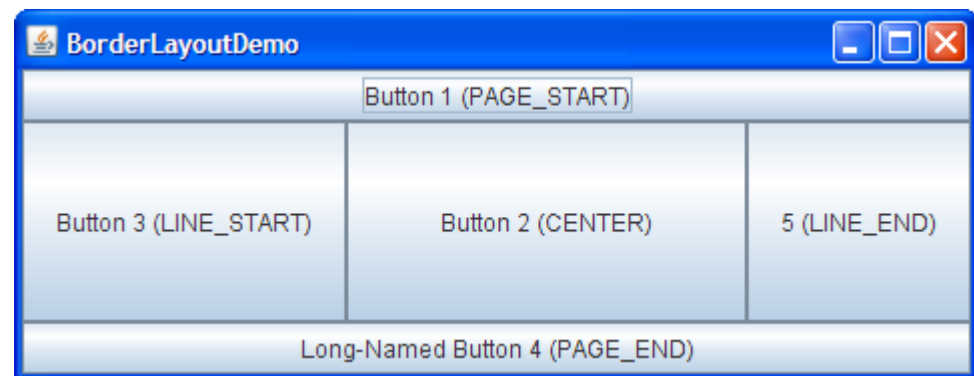 BorderLayoutDemo
Button 1 (PAGE_START)
Button 3 (LINE_START) Button 2 (CENTER) 5 (LINE_END)
Long-Named Button 4 (PAGE_END)